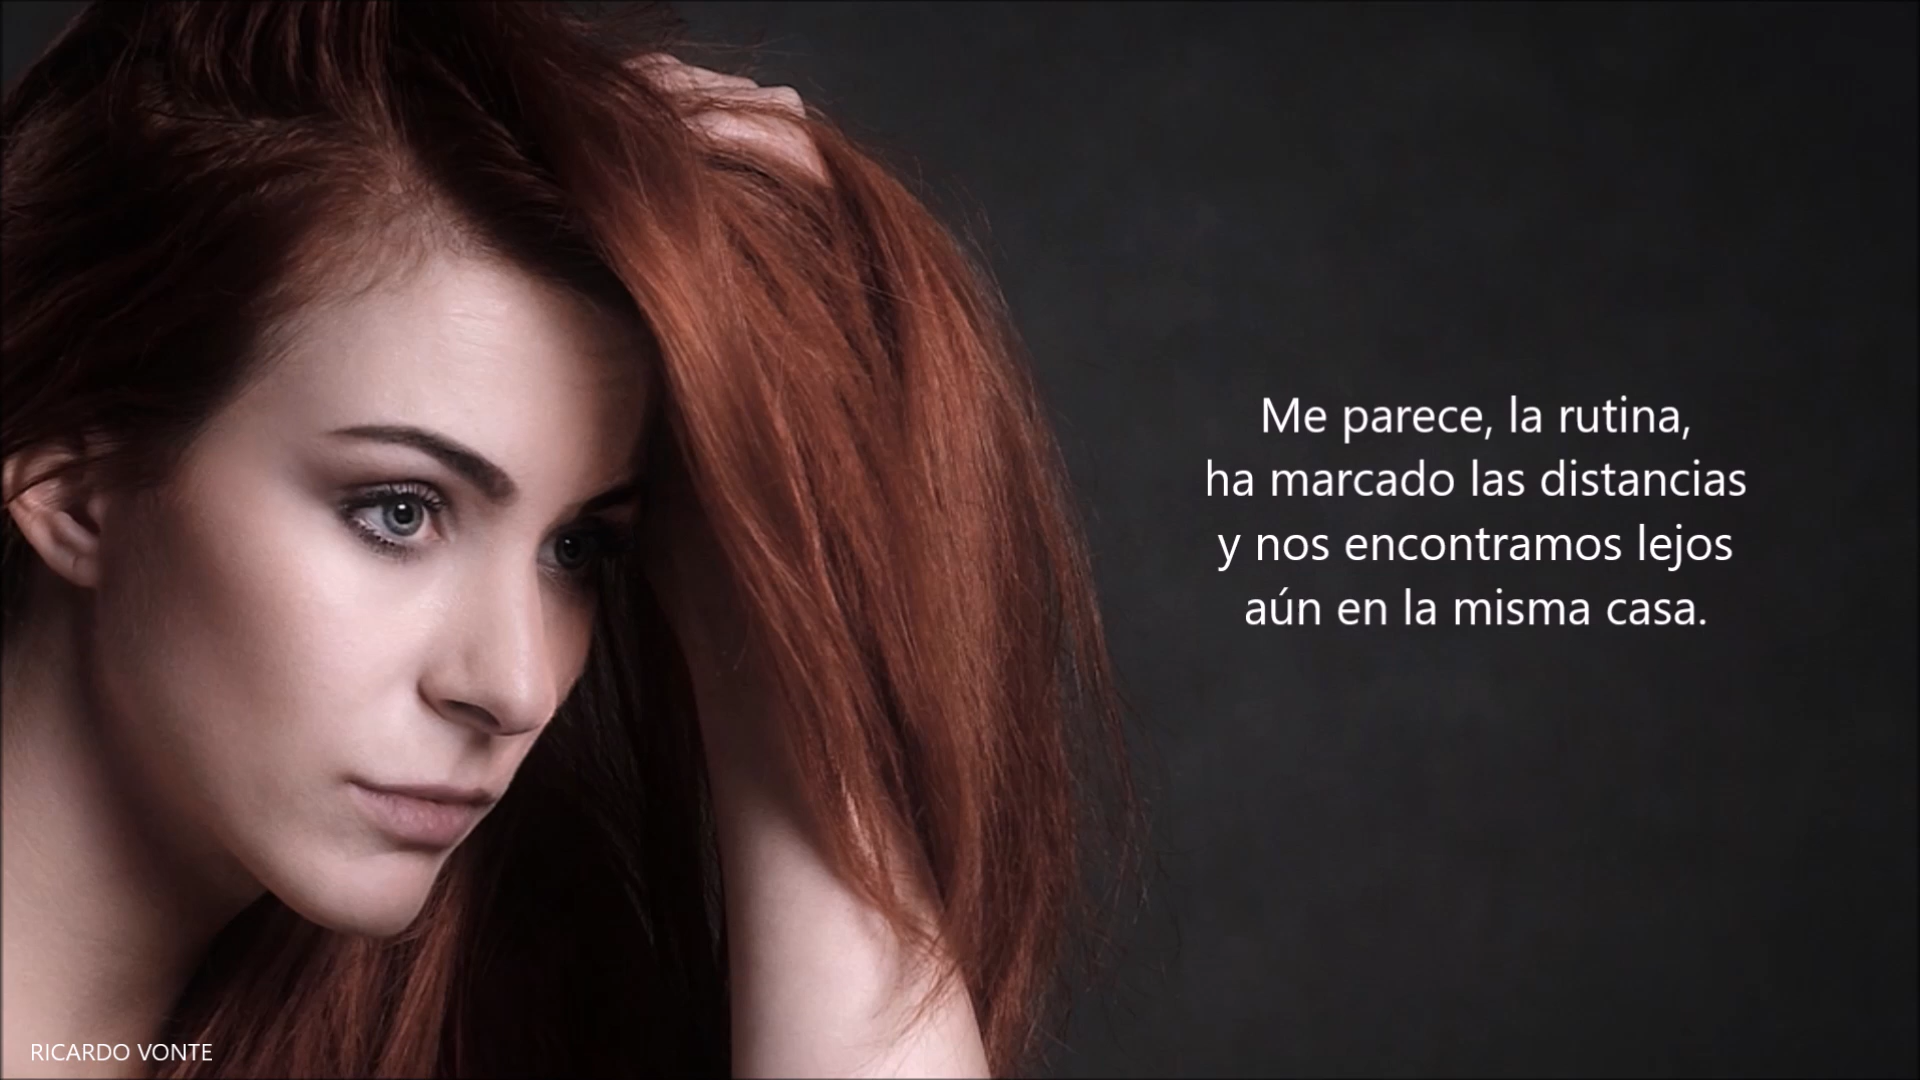 Me parece, la rutina,
ha marcado las distancias
y nos encontramos lejos
aún en la misma casa.
RICARDO VONTE